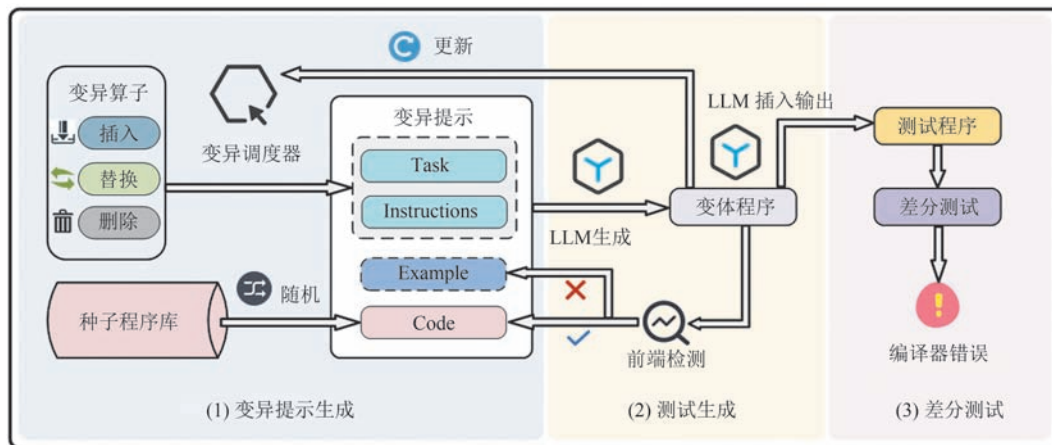 更新
变异算子
插入
替换
删除
变异调度器
变异提示
Task
Instructions
Example
Code
种子程序库
随机
(1) 变异提示生成
LLM生成
变体程序
前端检测
(2) 测试生成
LLM 插入输出
测试程序
差分测试
编译器错误
(3) 差分测试